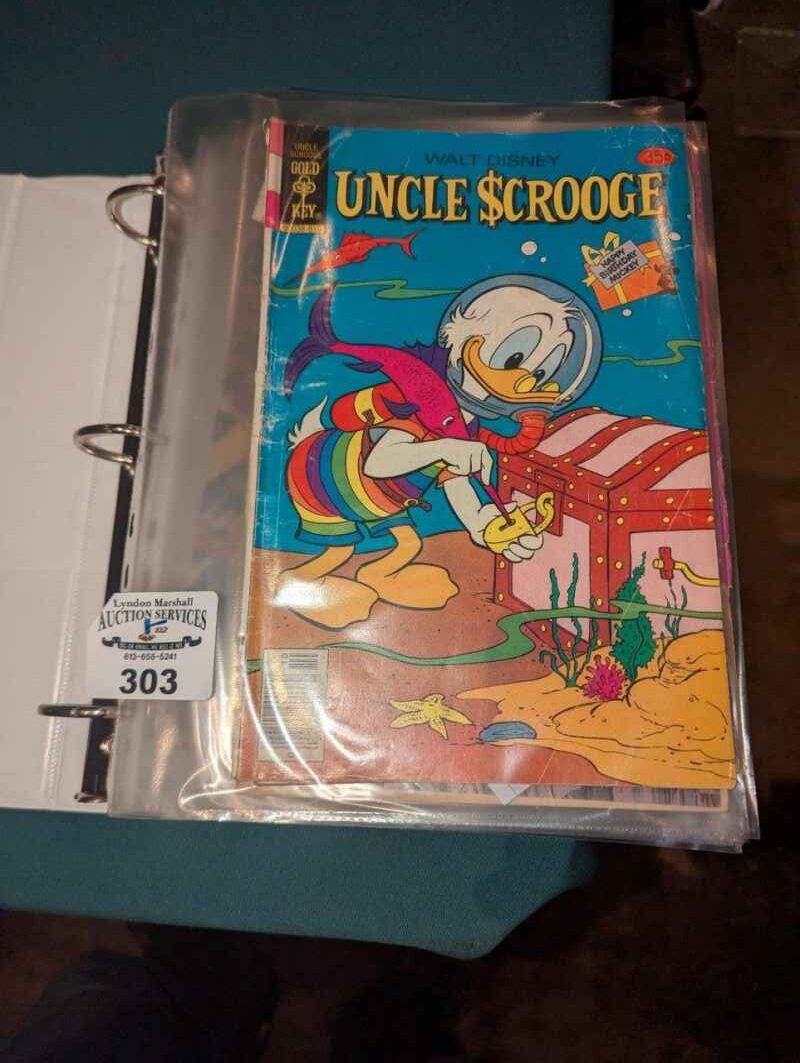 UNCLE
SCROOGE
GOLD
KEY
WALT DISNEY
35¢
UNCLE $CROOGE
HAPPY
BIRTHDAY
MICKEY
Lyndon Marshall
AUCTION SERVICES
613-656-5241
303